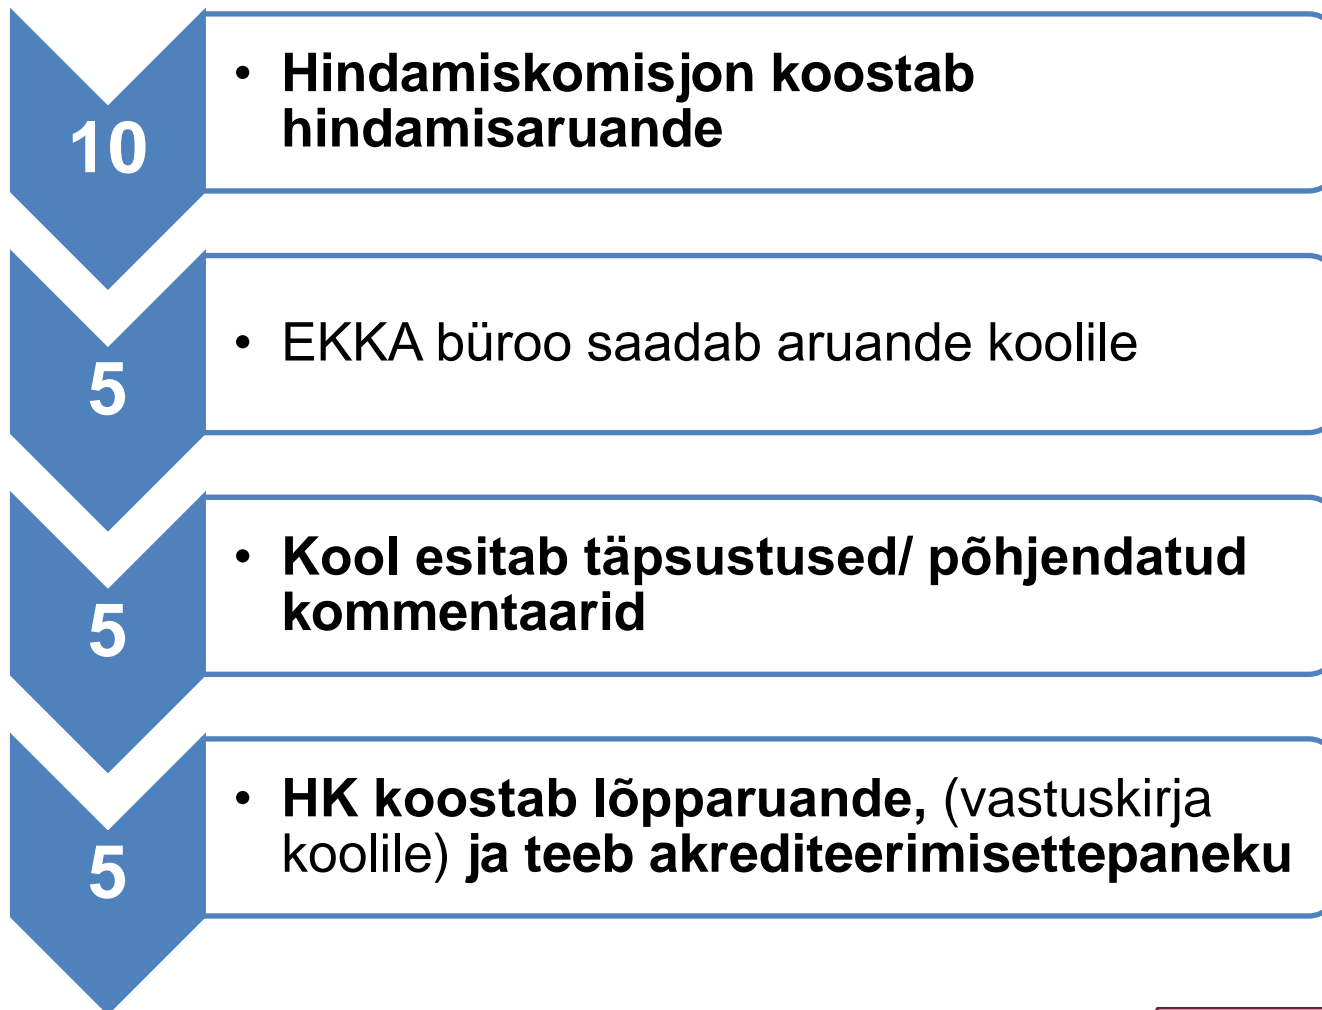 10
• Hindamiskomisjon koostab
hindamisaruande
5
• EKKA büroo saadab aruande koolile
5
• Kool esitab täpsustused/ põhjendatud
kommentaarid
5
• HK koostab lõpparuande, (vastuskirja
koolile) ja teeb akrediteerimisettepaneku